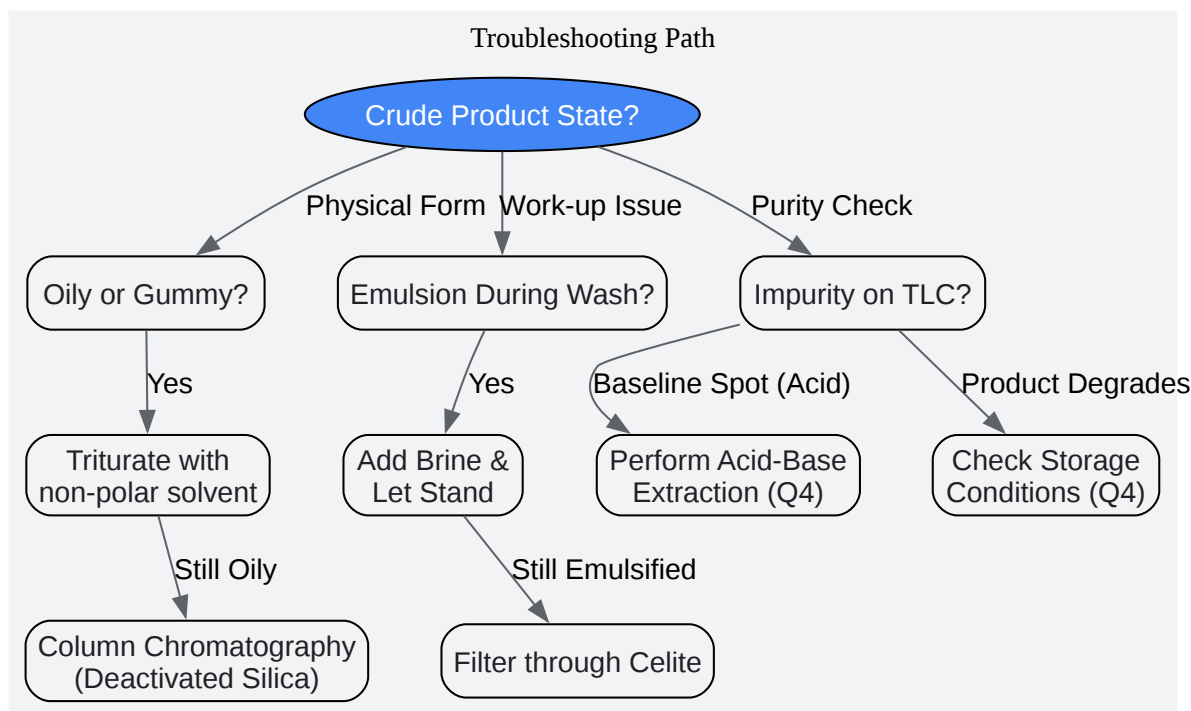 Troubleshooting Path
Crude Product State?
Physical Form
Work-up Issue
Purity Check
Oily or Gummy?
Emulsion During Wash?
Impurity on TLC?
Yes
Yes
Baseline Spot (Acid)
Product Degrades
Triturate with
non-polar solvent
Add Brine &
Let Stand
Perform Acid-Base
Extraction (Q4)
Check Storage
Conditions (Q4)
Still Oily
Still Emulsified
Column Chromatography
(Deactivated Silica)
Filter through Celite